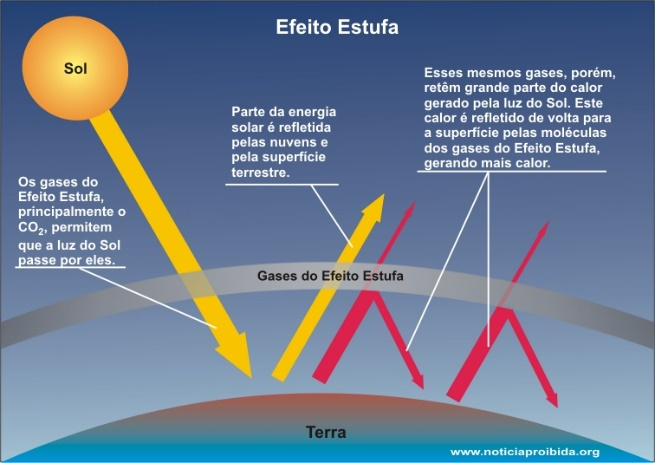 Efeito Estufa
Sol
Esses mesmos gases, porém,
retêm grande parte do calor
gerado pela luz do Sol. Este
calor é refletido de volta para
a superfície pelas moléculas
dos gases do Efeito Estufa,
gerando mais calor.
Parte da energia
solar é refletida
pelas nuvens e
pela superfície
terrestre.
Os gases do
Efeito Estufa,
principalmente o
CO₂, permitem
que a luz do Sol
passe por eles.
Gases do Efeito Estufa
Terra
www.noticiaproibida.org